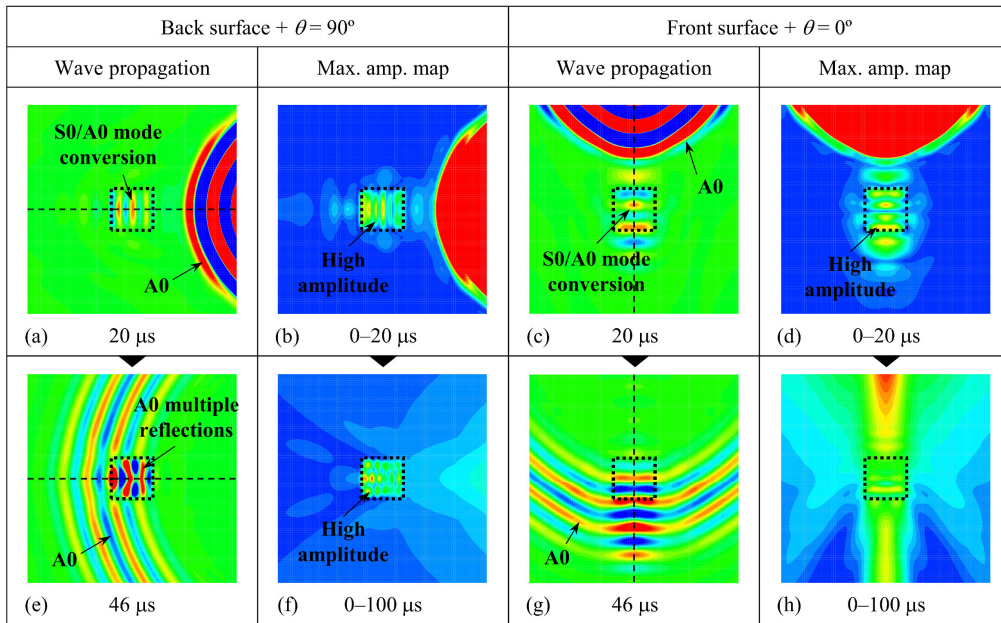 Back surface + θ = 90º
Front surface + θ = 0º
Wave propagation
Max. amp. map
Wave propagation
Max. amp. map
S0/A0 mode
conversion
A0
(a)
20 μs
High
amplitude
(b)
0–20 μs
A0
S0/A0 mode
conversion
(c)
20 μs
High
amplitude
(d)
0–20 μs
A0 multiple
reflections
A0
(e)
46 μs
High
amplitude
(f)
0–100 μs
A0
(g)
46 μs
(h)
0–100 μs